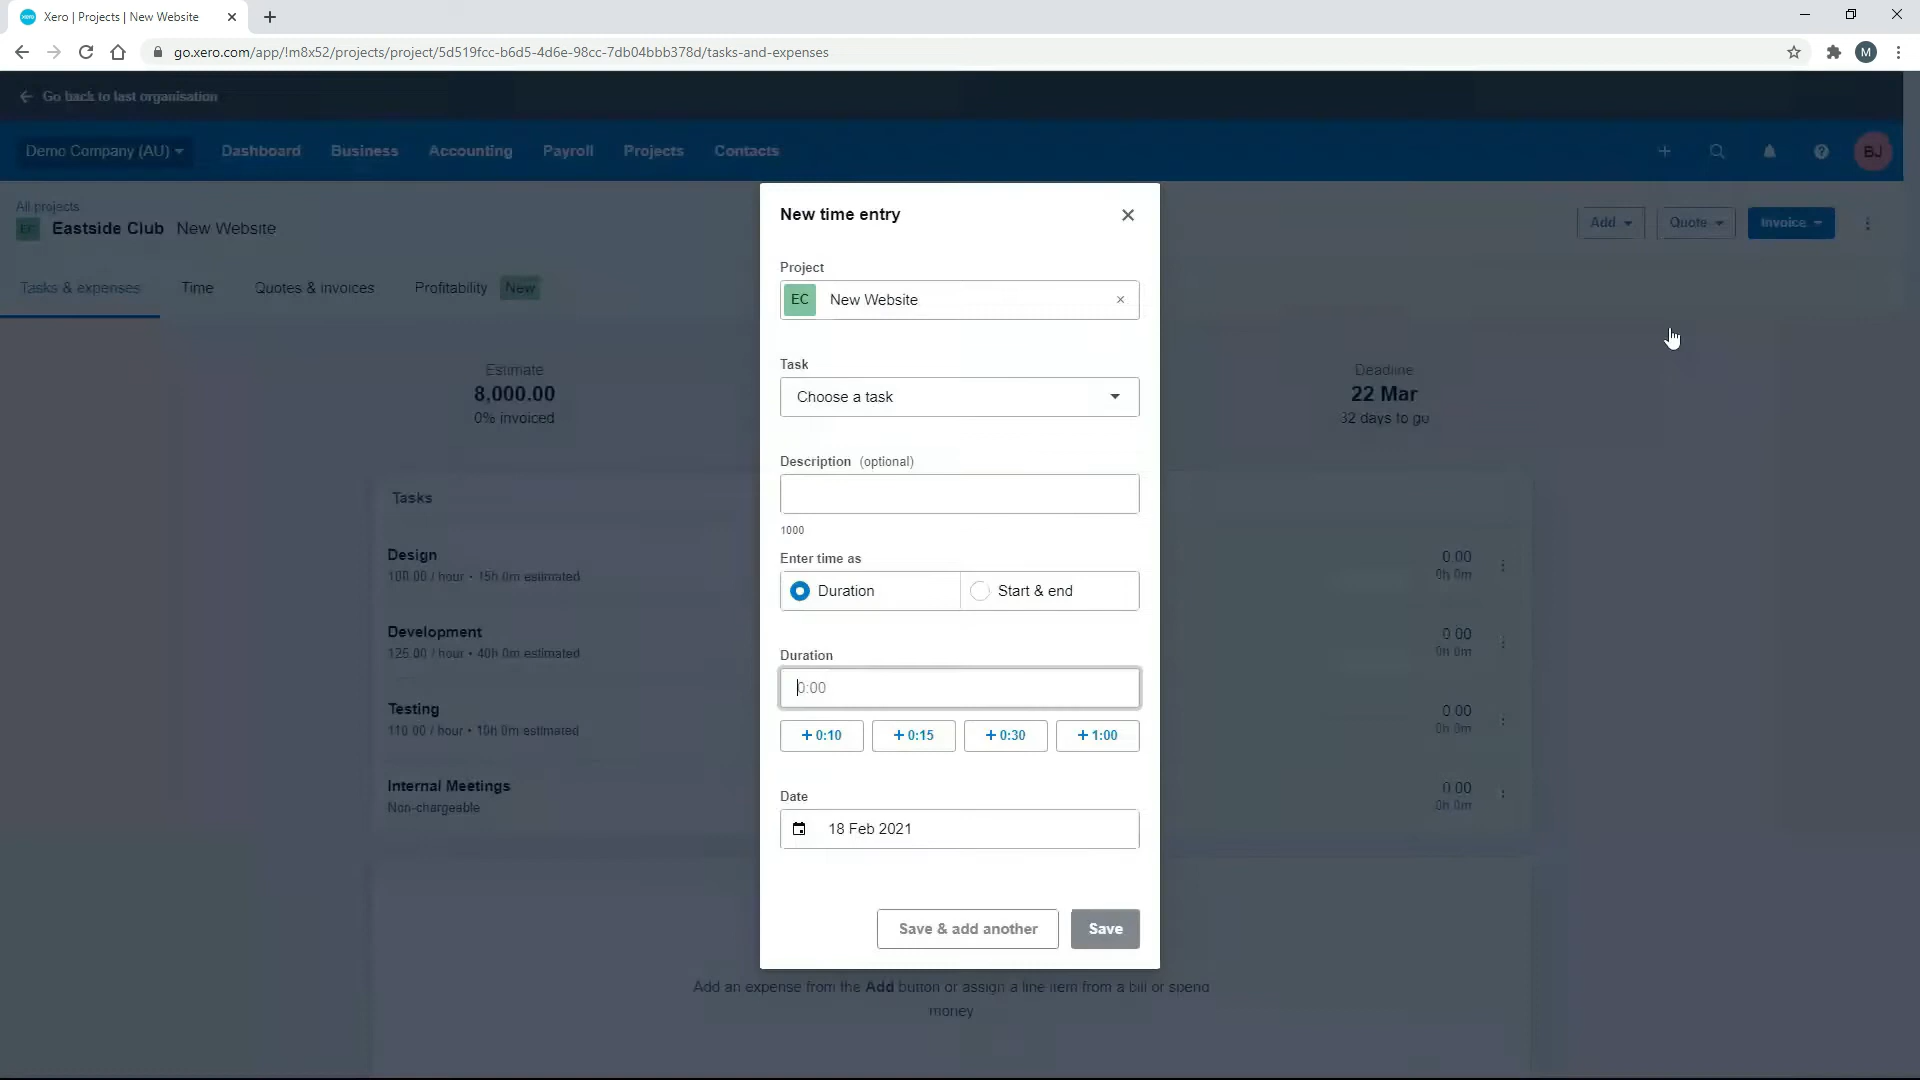 Xero | Projects | New Website
go.xero.com/app/!m8x52/projects/project/5d519fcc-b6d5-4d6e-98cc-7db04bbb378d/tasks-and-expenses
M
Go back to last organisation
Demo Company (AU) Dashboard Business Accounting Payroll Projects Contacts
BJ
All projects
EC Eastside Club New Website
Add Quote Invoice
Tasks & expenses Time Quotes & invoices Profitability New
Estimate
8,000.00
0% invoiced
Deadline
22 Mar
32 days to go
Tasks
Design
100.00 / hour • 15h 0m estimated
0.00
0h 0m
Development
125.00 / hour • 40h 0m estimated
0.00
0h 0m
Testing
110.00 / hour • 10h 0m estimated
0.00
0h 0m
Internal Meetings
Non-chargeable
0.00
0h 0m
Add an expense from the Add button or assign a line item from a bill or spend
money
New time entry
Project
EC New Website
Task
Choose a task
Description (optional)
1000
Enter time as
Duration Start & end
Duration
0:00
+ 0:10 + 0:15 + 0:30 + 1:00
Date
18 Feb 2021
Save & add another Save